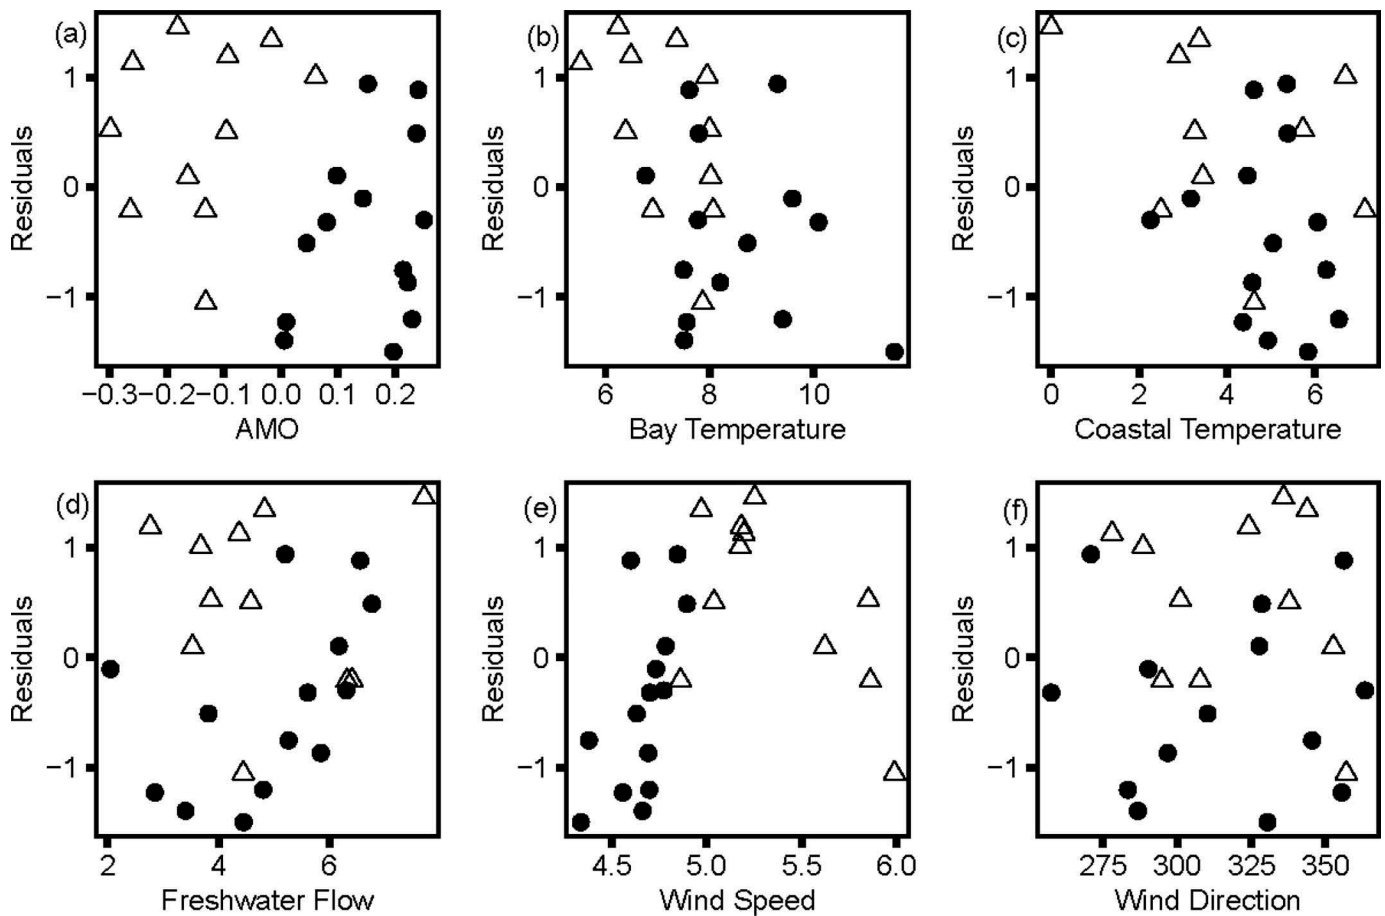 (a)
1
0
−1
Residuals
−0.3−0.2−0.1 0.0 0.1 0.2
AMO
(b)
1
0
−1
Residuals
6 8 10
Bay Temperature
(c)
1
0
−1
Residuals
0 2 4 6
Coastal Temperature
(d)
1
0
−1
Residuals
2 4 6
Freshwater Flow
(e)
1
0
−1
Residuals
4.5 5.0 5.5 6.0
Wind Speed
(f)
1
0
−1
Residuals
275 300 325 350
Wind Direction